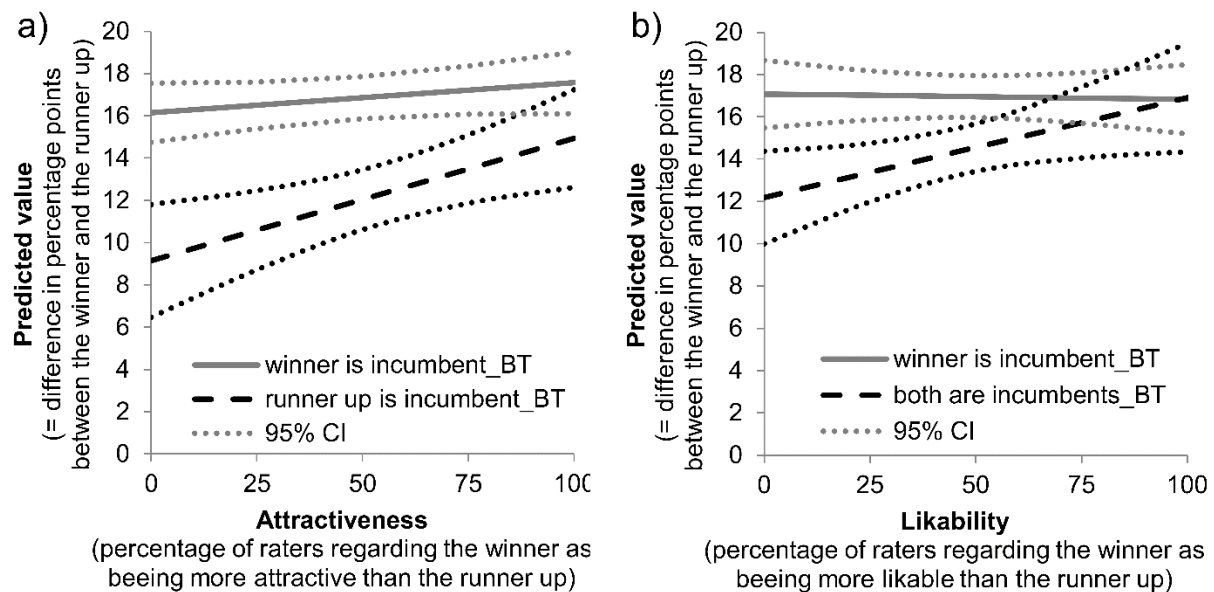 a)
Predicted value
(= difference in percentage points
between the winner and the runner up)
20
18
16
14
12
10
8
6
4
2
0
winner is incumbent_BT
runner up is incumbent_BT
95% CI
0 25 50 75 100
Attractiveness
(percentage of raters regarding the winner as
beeing more attractive than the runner up)
b)
Predicted value
(= difference in percentage points
between the winner and the runner up)
20
18
16
14
12
10
8
6
4
2
0
winner is incumbent_BT
both are incumbents_BT
95% CI
0 25 50 75 100
Likability
(percentage of raters regarding the winner as
beeing more likable than the runner up)